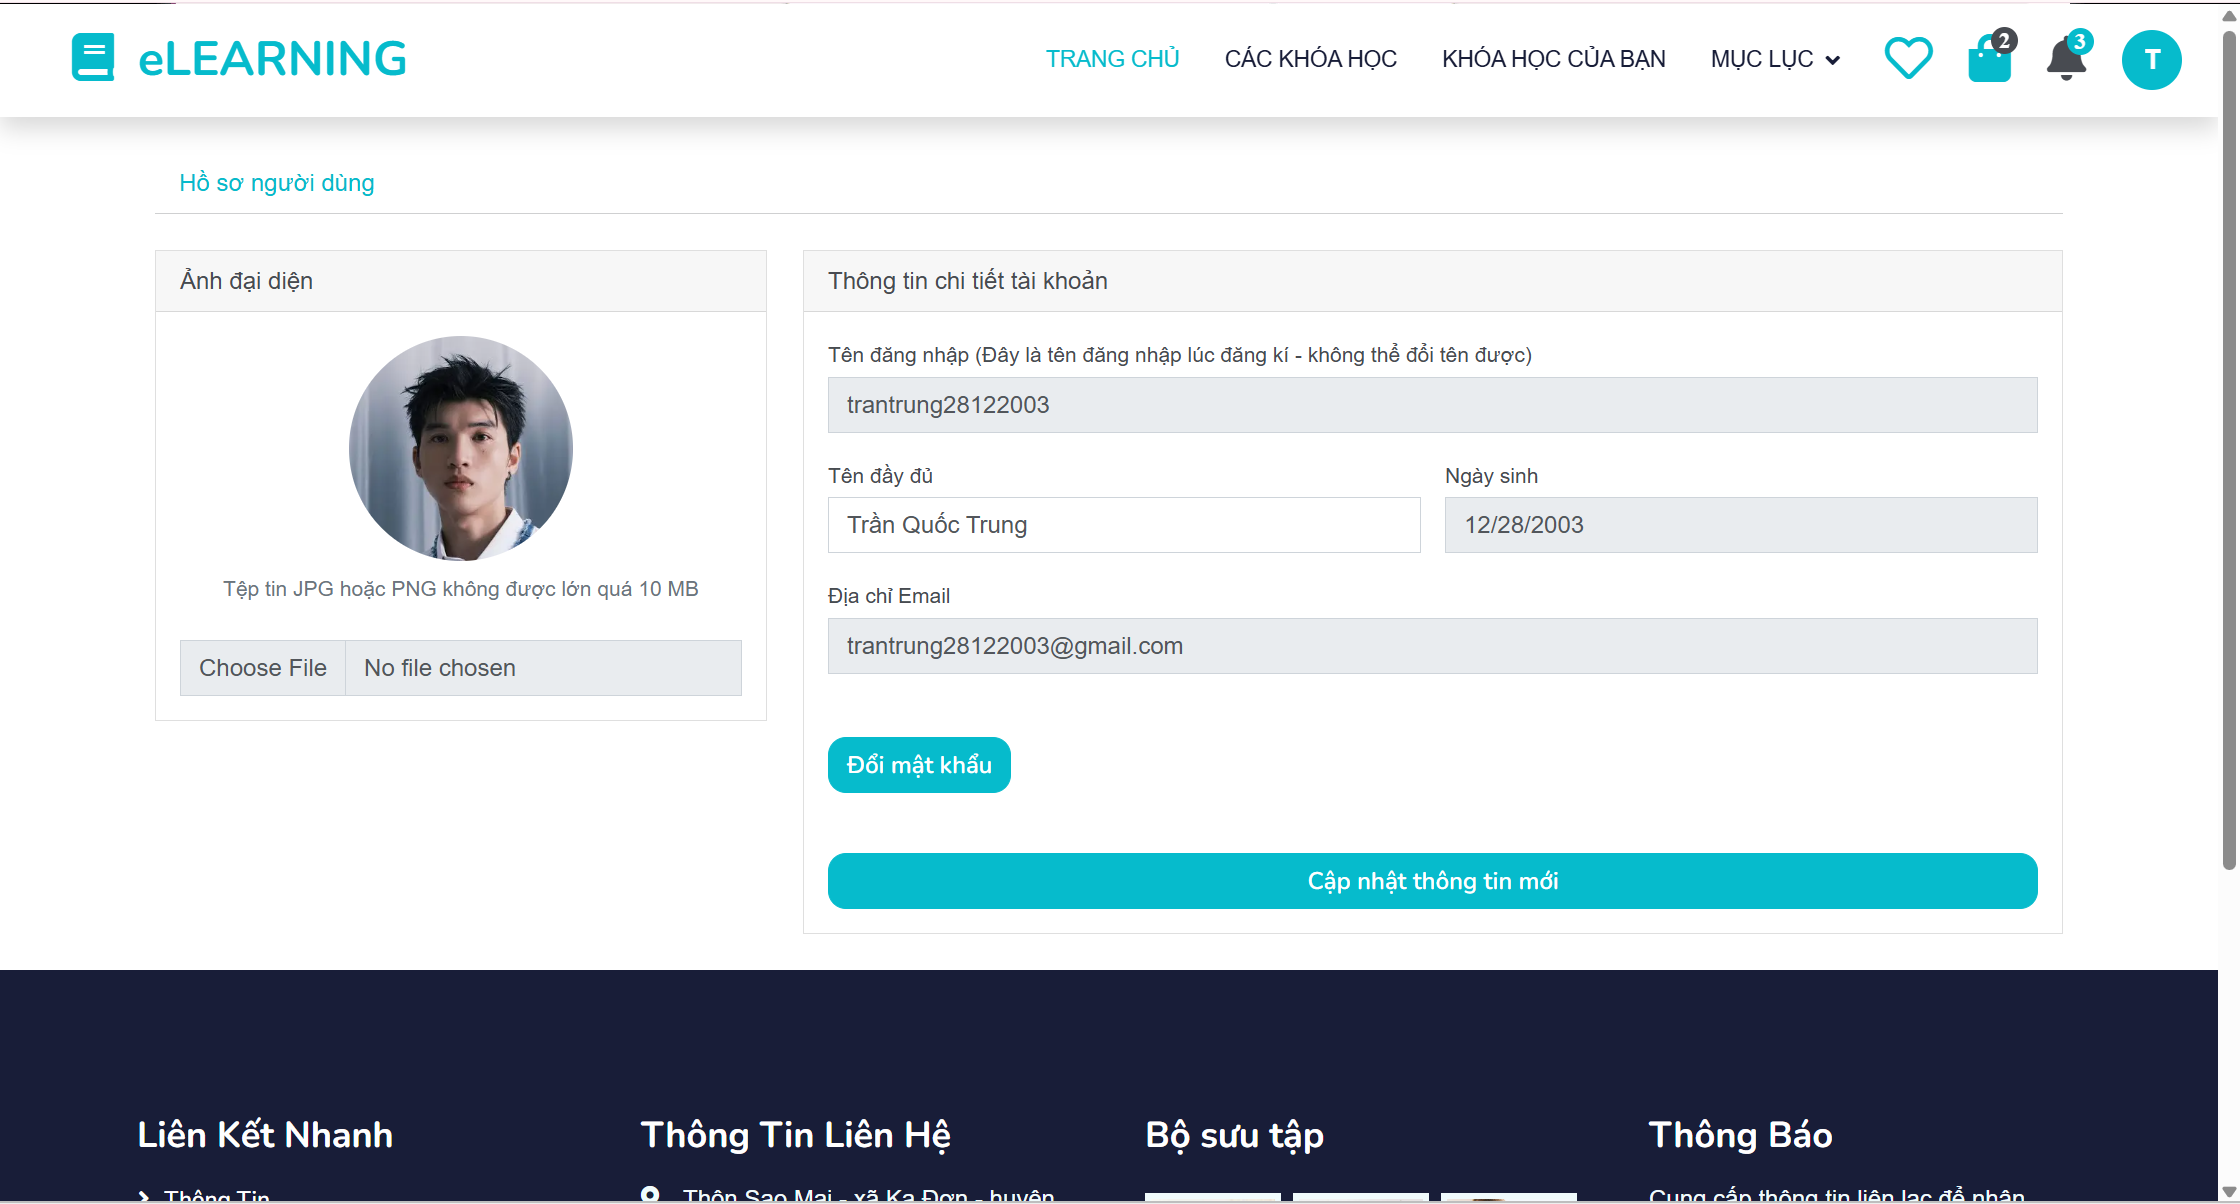 eLEARNING
TRANG CHỦ
CÁC KHÓA HỌC
KHÓA HỌC CỦA BẠN
MỤC LỤC
2
3
T
Hồ sơ người dùng
Ảnh đại diện
Tệp tin JPG hoặc PNG không được lớn quá 10 MB
Choose File No file chosen
Thông tin chi tiết tài khoản
Tên đăng nhập (Đây là tên đăng nhập lúc đăng kí - không thể đổi tên được)
trantrung28122003
Tên đầy đủ
Trần Quốc Trung
Ngày sinh
12/28/2003
Địa chỉ Email
trantrung28122003@gmail.com
Đổi mật khẩu
Cập nhật thông tin mới
Liên Kết Nhanh
Thông Tin
Thông Tin Liên Hệ
Thôn Sao Mai - xã Ka Đơn - huyện
Bộ sưu tập
Thông Báo
Cung cấp thông tin liên lạc để nhận